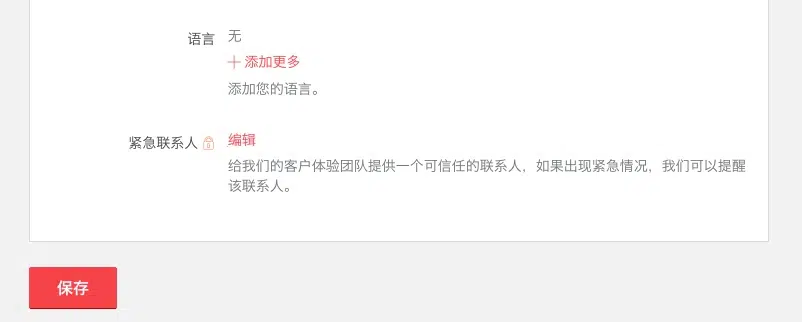 语言 无
+ 添加更多
添加您的语言。
紧急联系人 编辑
给我们的客户体验团队提供一个可信任的联系人，如果出现紧急情况，我们可以提醒
该联系人。
保存